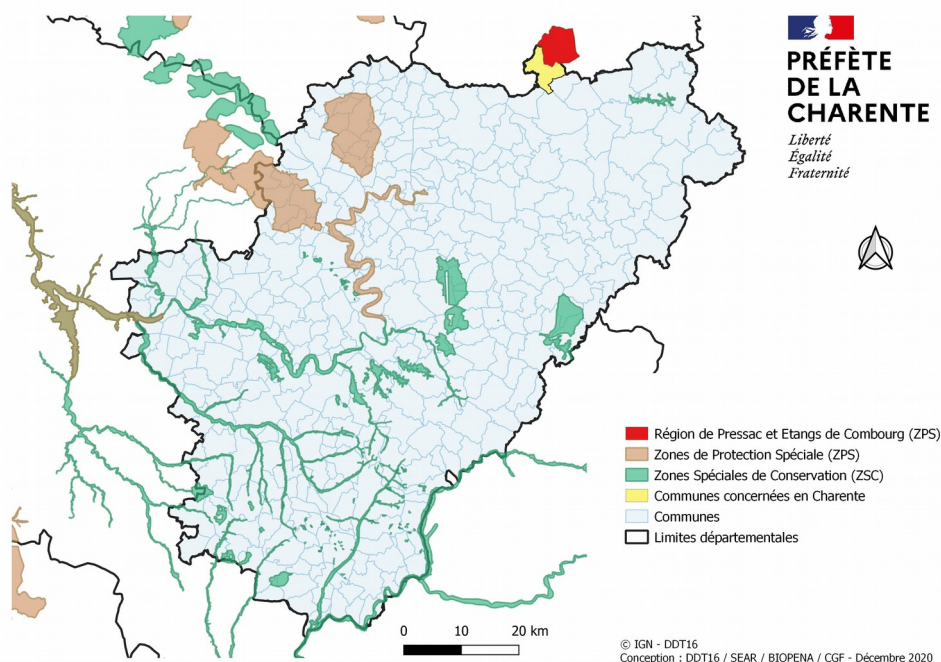 PRÉFÈTE
DE LA
CHARENTE
Liberté
Égalité
Fraternité
Région de Pressac et Etangs de Combourg (ZPS)
Zones de Protection Spéciale (ZPS)
Zones Spéciales de Conservation (ZSC)
Communes concernées en Charente
Communes
Limites départementales
0 10 20 km
© IGN - DDT16
Conception : DDT16 / SEAR / BIOPENA / CGF - Décembre 2020